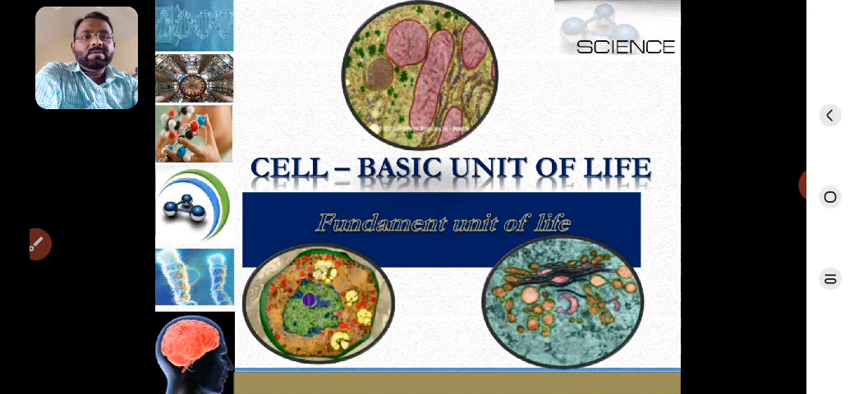 SCIENCE
CELL – BASIC UNIT OF LIFE
Fundament unit of life